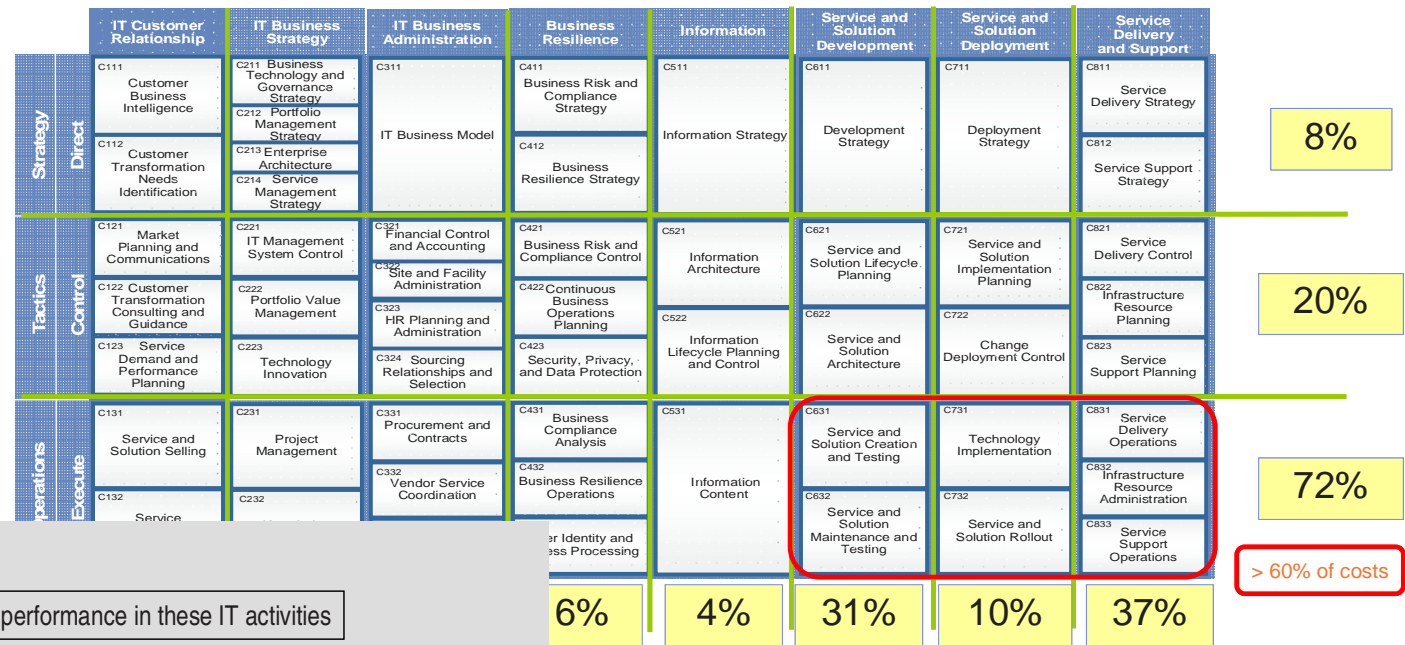 IT Customer
Relationship
IT Business
Strategy
IT Business
Administration
Business
Resilience
Information
Service and
Solution
Development
Service and
Solution
Deployment
Service
Delivery
and Support
Strategy
Direct
C111
Customer
Business
Intelligence
C112
Customer
Transformation
Needs
Identification
C211 Business
Technology and
Governance
Strategy
C212 Portfolio
Management
Strategy
C213 Enterprise
Architecture
C214 Service
Management
Strategy
C311
IT Business Model
C411
Business Risk and
Compliance
Strategy
C412
Business
Resilience Strategy
C511
Information Strategy
C611
Development
Strategy
C711
Deployment
Strategy
C811
Service
Delivery Strategy
C812
Service Support
Strategy
8%
Tactics
Control
C121
Market
Planning and
Communications
C122 Customer
Transformation
Consulting and
Guidance
C123 Service
Demand and
Performance
Planning
C221
IT Management
System Control
C222
Portfolio Value
Management
C223
Technology
Innovation
C321
Financial Control
and Accounting
C322
Site and Facility
Administration
C323
HR Planning and
Administration
C324 Sourcing
Relationships and
Selection
C421
Business Risk and
Compliance Control
C422 Continuous
Business
Operations
Planning
C423
Security, Privacy,
and Data Protection
C521
Information
Architecture
C522
Information
Lifecycle Planning
and Control
C621
Service and
Solution Lifecycle
Planning
C622
Service and
Solution
Architecture
C721
Service and
Solution
Implementation
Planning
C722
Change
Deployment Control
C821
Service
Delivery Control
C822
Infrastructure
Resource
Planning
C823
Service
Support Planning
20%
perations
Execute
C131
Service and
Solution Selling
C132
Service
C231
Project
Management
C232
C331
Procurement and
Contracts
C332
Vendor Service
Coordination
C431
Business
Compliance
Analysis
C432
Business Resilience
Operations
er Identity and
ess Processing
C531
Information
Content
C631
Service and
Solution Creation
and Testing
C632
Service and
Solution
Maintenance and
Testing
C731
Technology
Implementation
C732
Service and
Solution Rollout
C831
Service
Delivery
Operations
C832
Infrastructure
Resource
Administration
C833
Service
Support
Operations
72%
> 60% of costs
performance in these IT activities
6%
4%
31%
10%
37%